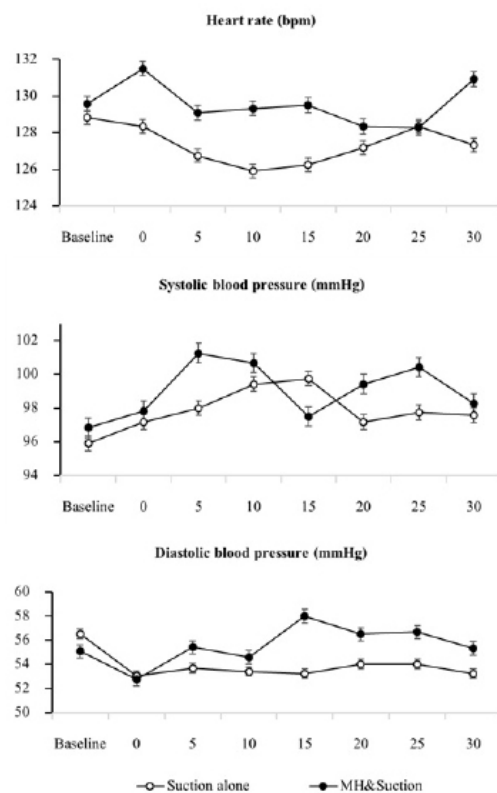 Heart rate (bpm)
132
130
128
126
124
Baseline 0 5 10 15 20 25 30
Systolic blood pressure (mmHg)
102
100
98
96
94
Baseline 0 5 10 15 20 25 30
Diastolic blood pressure (mmHg)
60
58
56
54
52
50
Baseline 0 5 10 15 20 25 30
Suction alone MH&Suction